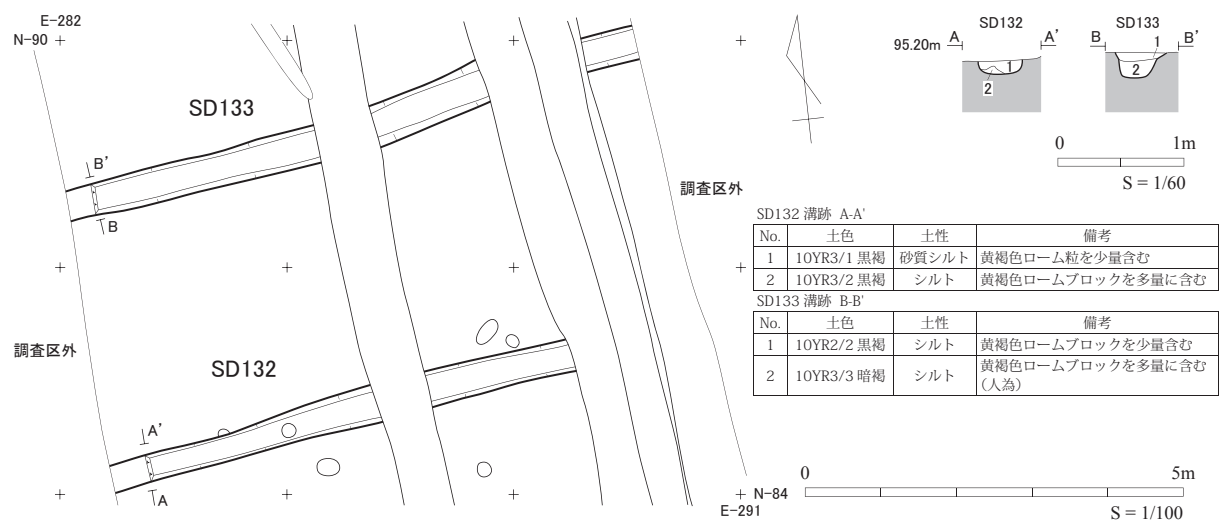 E-282
N-90
SD133
B'
B
調査区外
調査区外
SD132
A'
A
N-84
E-291
SD132
SD133
95.20m
A
A'
B
B'
1
2
1
2
0
1m
S = 1/60
SD132 溝跡 A-A'
No. 土色 土性 備考
1 10YR3/1 黒褐 砂質シルト 黄褐色ローム粒を少量含む
2 10YR3/2 黒褐 シルト 黄褐色ロームブロックを多量に含む
SD133 溝跡 B-B'
No. 土色 土性 備考
1 10YR2/2 黒褐 シルト 黄褐色ロームブロックを少量含む
2 10YR3/3 暗褐 シルト 黄褐色ロームブロックを多量に含む
（人為）
0
5m
S = 1/100